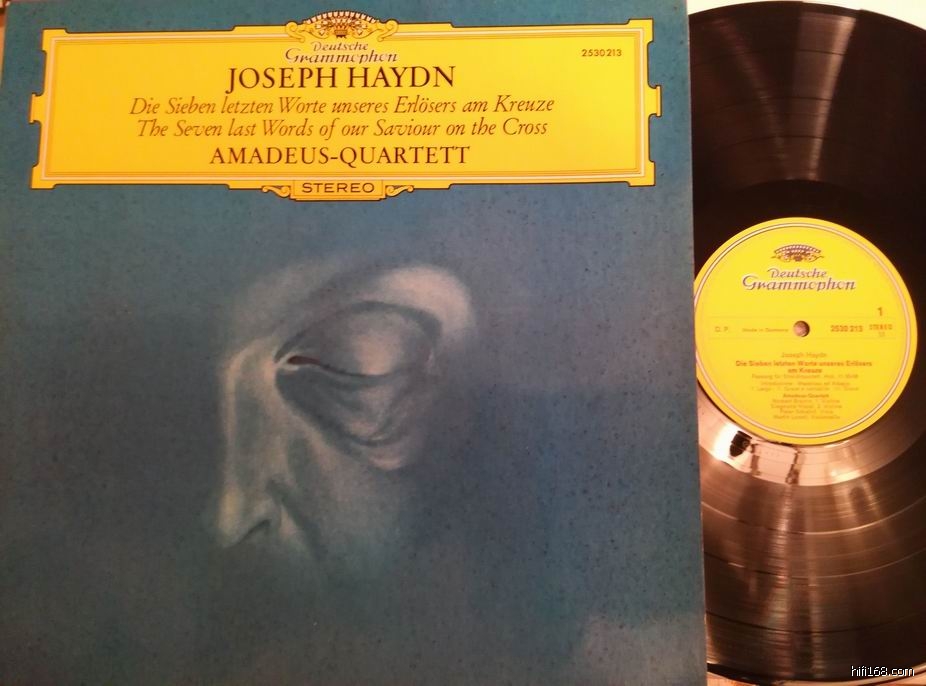 Deutsche
Grammophon
2530 213
JOSEPH HAYDN
Die Sieben letzten Worte unseres Erlösers am Kreuze
The Seven last Words of our Saviour on the Cross
AMADEUS-QUARTETT
STEREO
Deutsche
Grammophon
1
Made in Germany
2530 213
STEREO
33
Joseph Haydn
Die Sieben letzten Worte unseres Erlösers
am Kreuze
Amadeus-Quartett
hifi168.com